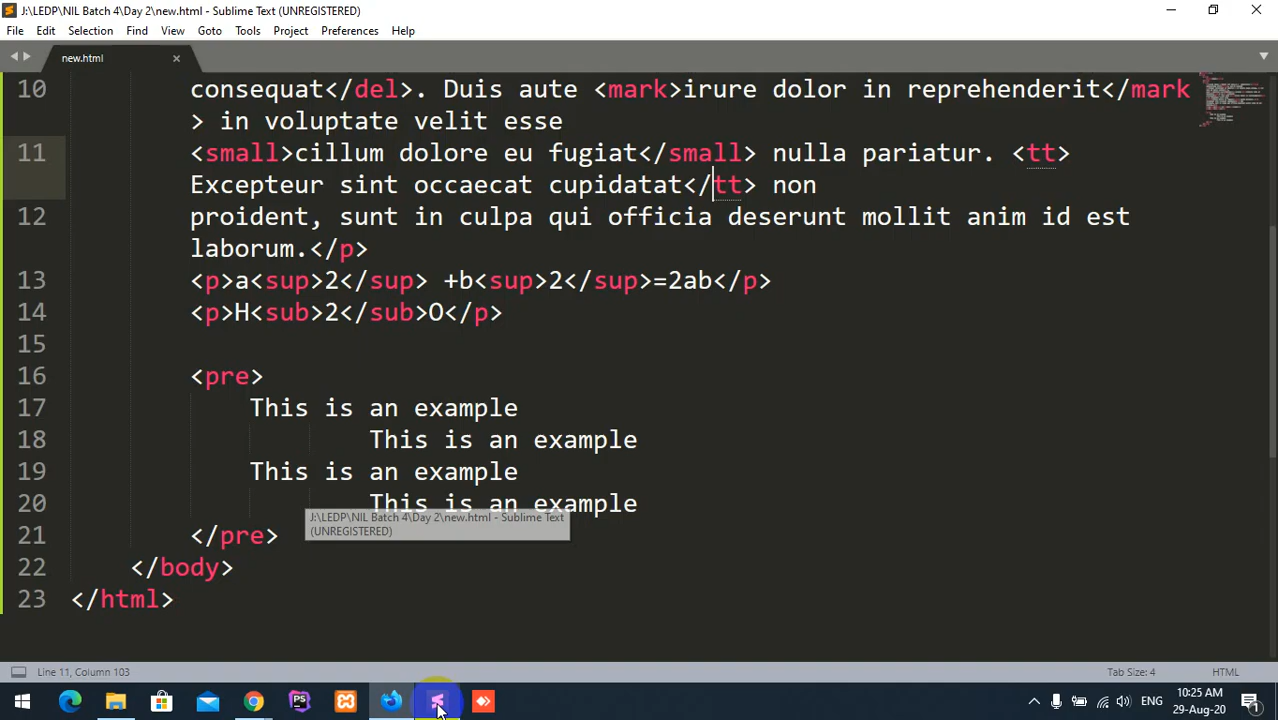 J:\LEDP\NIL Batch 4\Day 2\new.html - Sublime Text (UNREGISTERED)
File Edit Selection Find View Goto Tools Project Preferences Help
new.html
10 consequat</del>. Duis aute <mark>irure dolor in reprehenderit</mark
> in voluptate velit esse
11 <small>cillum dolore eu fugiat</small> nulla pariatur. <tt>
Excepteur sint occaecat cupidatat</tt> non
12 proident, sunt in culpa qui officia deserunt mollit anim id est
laborum.</p>
13 <p>a<sup>2</sup> +b<sup>2</sup>=2ab</p>
14 <p>H<sub>2</sub>O</p>
15
16 <pre>
17 This is an example
18 This is an example
19 This is an example
20 This is an example
J:\LEDP\NIL Batch 4\Day 2\new.html - Sublime Text
(UNREGISTERED)
21 </pre>
22 </body>
23 </html>
Line 11, Column 103 Tab Size: 4 HTML
PS ENG 10:25 AM
29-Aug-20 1